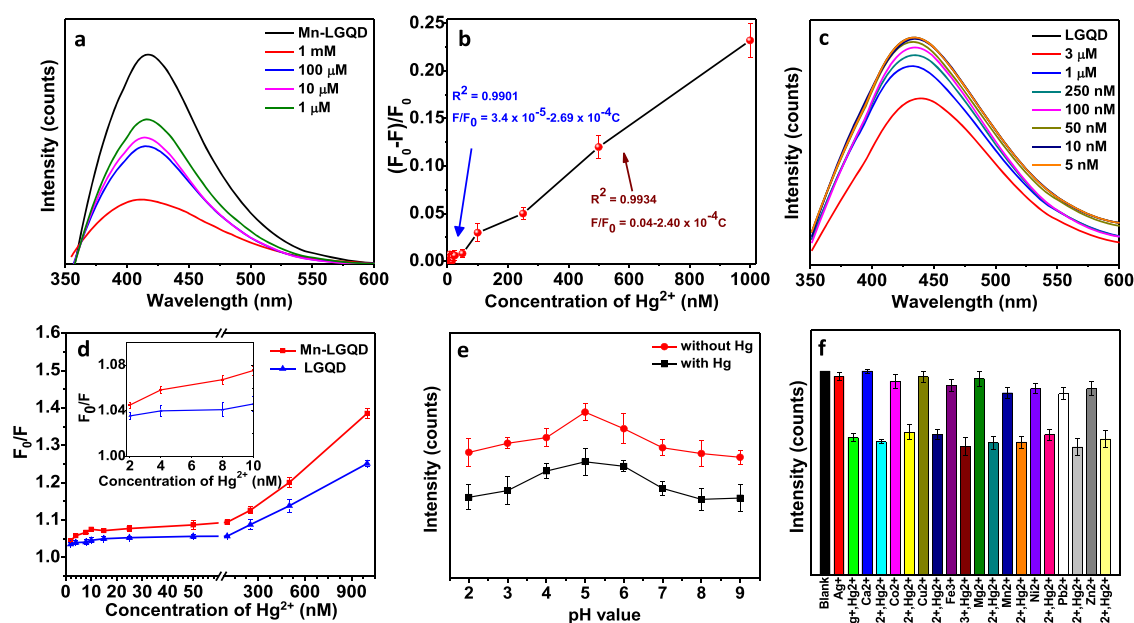 a
Mn-LGQD
1 mM
100 μM
10 μM
1 μM
Intensity (counts)
350 400 450 500 550 600
Wavelength (nm)
b
0.25
0.20
0.15
0.10
0.05
0.00
(F0-F)/F0
R2 = 0.9901
F/F0 = 3.4 x 10-5-2.69 x 10-4C
R2 = 0.9934
F/F0 = 0.04-2.40 x 10-4C
0 200 400 600 800 1000
Concentration of Hg2+ (nM)
c
LGQD
3 μM
1 μM
250 nM
100 nM
50 nM
10 nM
5 nM
Intensity (counts)
350 400 450 500 550 600
Wavelength (nm)
d
1.6
1.5
1.4
1.3
1.2
1.1
1.0
F0/F
Mn-LGQD
LGQD
1.08
1.04
1.00
F0/F
2 4 6 8 10
Concentration of Hg2+ (nM)
0 10 20 30 40 50 300 600 900
Concentration of Hg2+ (nM)
e
without Hg
with Hg
Intensity (counts)
2 3 4 5 6 7 8 9
pH value
f
Intensity (counts)
Blank
Ag+
g+,Hg2+
Ca2+
2+,Hg2+
Co2+
2+,Hg2+
Cu2+
2+,Hg2+
Fe3+
3+,Hg2+
Mg2+
2+,Hg2+
Mn2+
2+,Hg2+
Ni2+
2+,Hg2+
Pb2+
2+,Hg2+
Zn2+
2+,Hg2+